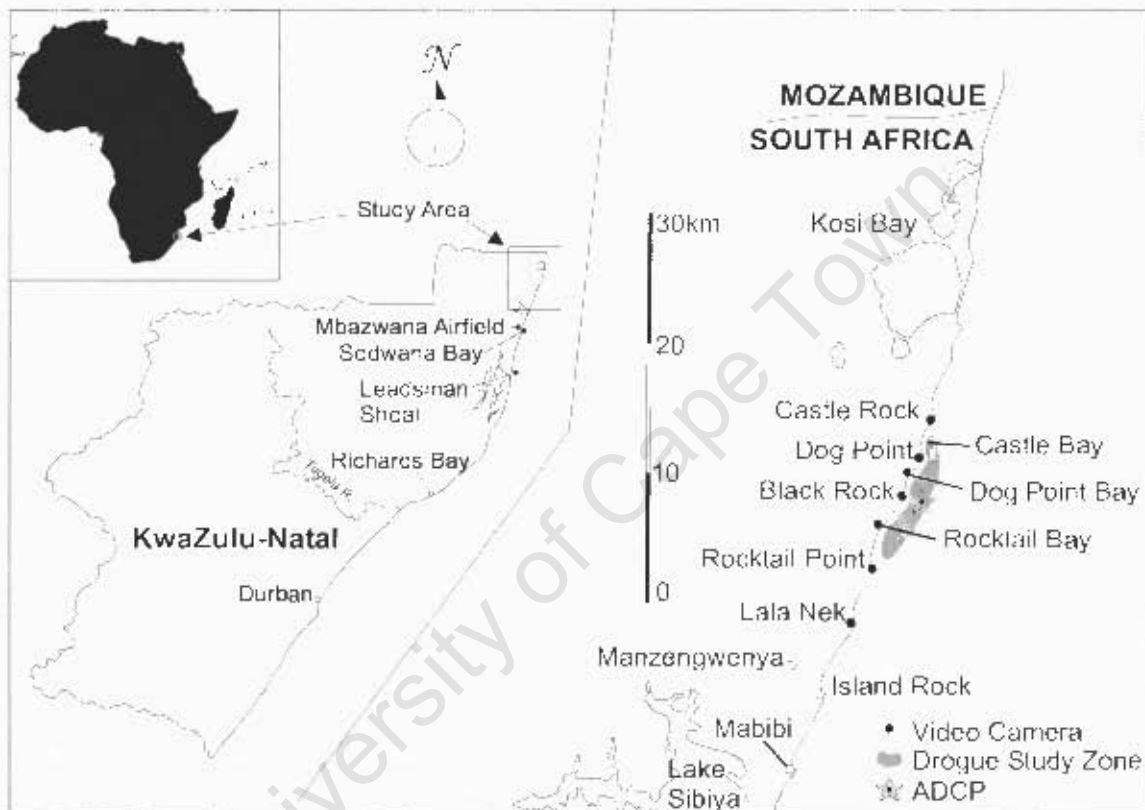 N
Study Area
Mbazwana Airfield
Sodwana Bay
Leadsman
Shoal
Richards Bay
Tugela R.
KwaZulu-Natal
Durban
MOZAMBIQUE
SOUTH AFRICA
30km
Kosi Bay
20
Castle Rock
Dog Point
Castle Bay
10
Black Rock
Dog Point Bay
Rocktail Bay
Rocktail Point
0
Lala Nek
Manzengwenya
Island Rock
Mabibi
Lake
Sibiya
Video Camera
Drogue Study Zone
ADCP
University of Cape Town